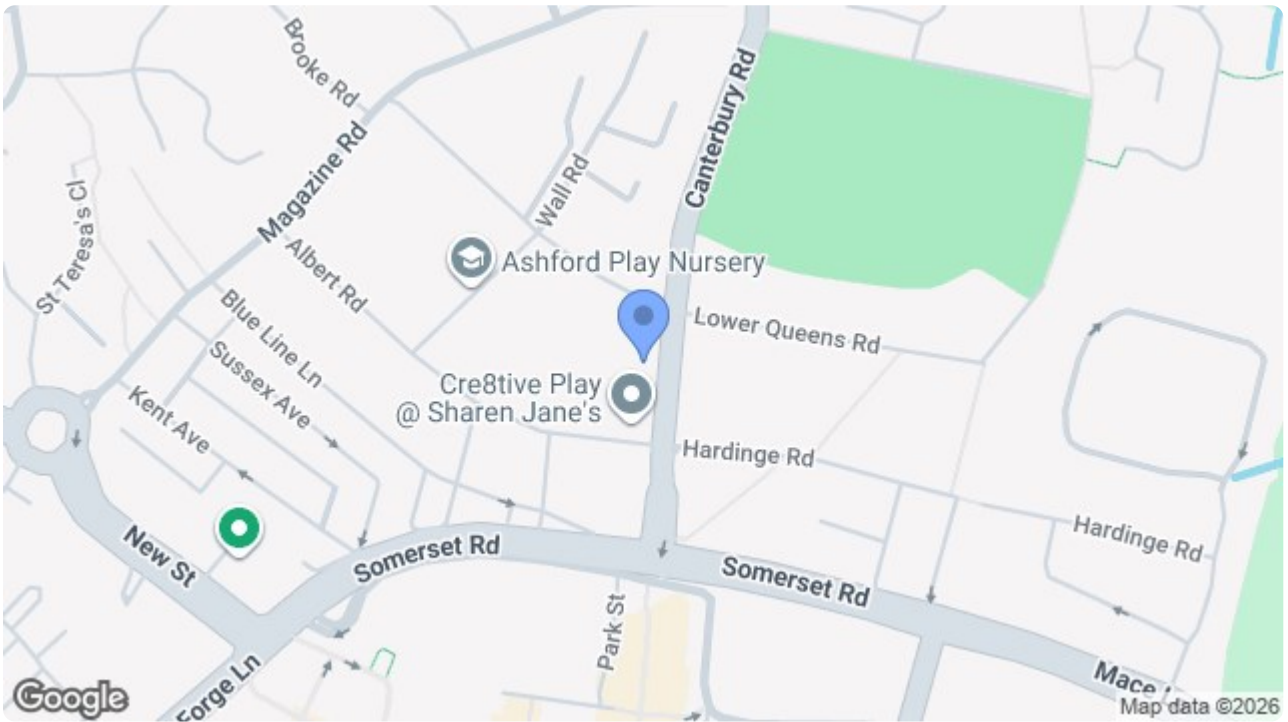 Brooke Rd
Canterbury Rd
Magazine Rd
Wall Rd
St Teresa's Cl
Albert Rd
Ashford Play Nursery
Blue Line Ln
Lower Queens Rd
Sussex Ave
Cre8tive Play
@ Sharen Jane's
Kent Ave
Hardinge Rd
Hardinge Rd
New St
Somerset Rd
Somerset Rd
Park St
Forge Ln
Mace
Google
Map data ©2026